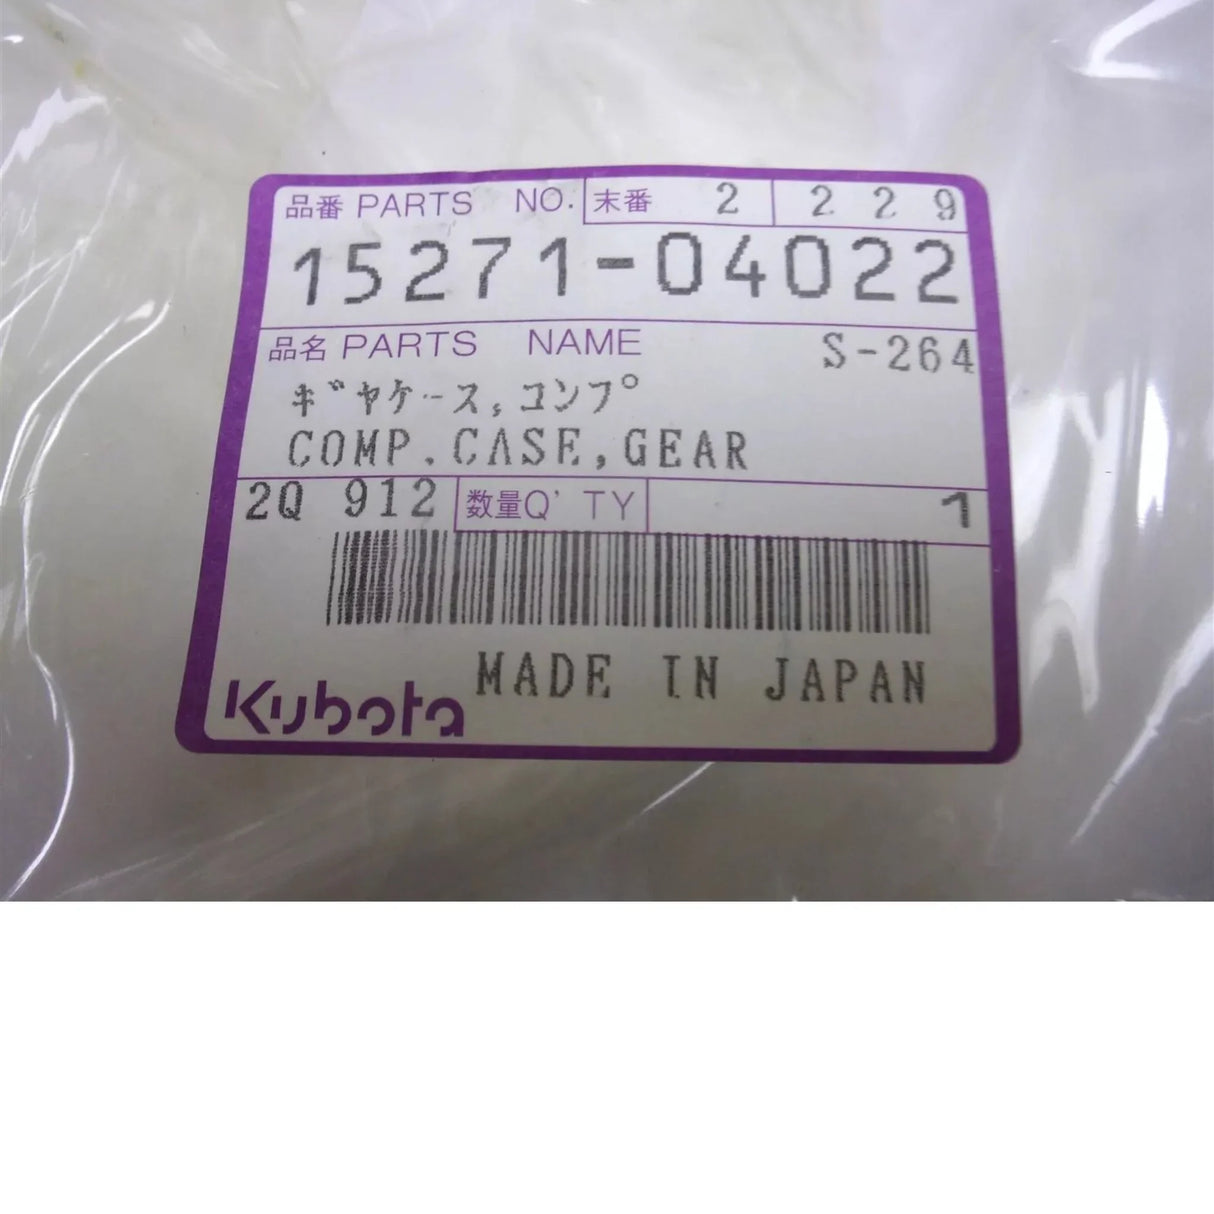 品番 PARTS NO. 末番 2 2 2 9
15271-04022
品名 PARTS NAME S-264
ギヤケース,コンプ
COMP.CASE,GEAR
2Q 912 数量Q'TY 1
Kubota MADE IN JAPAN